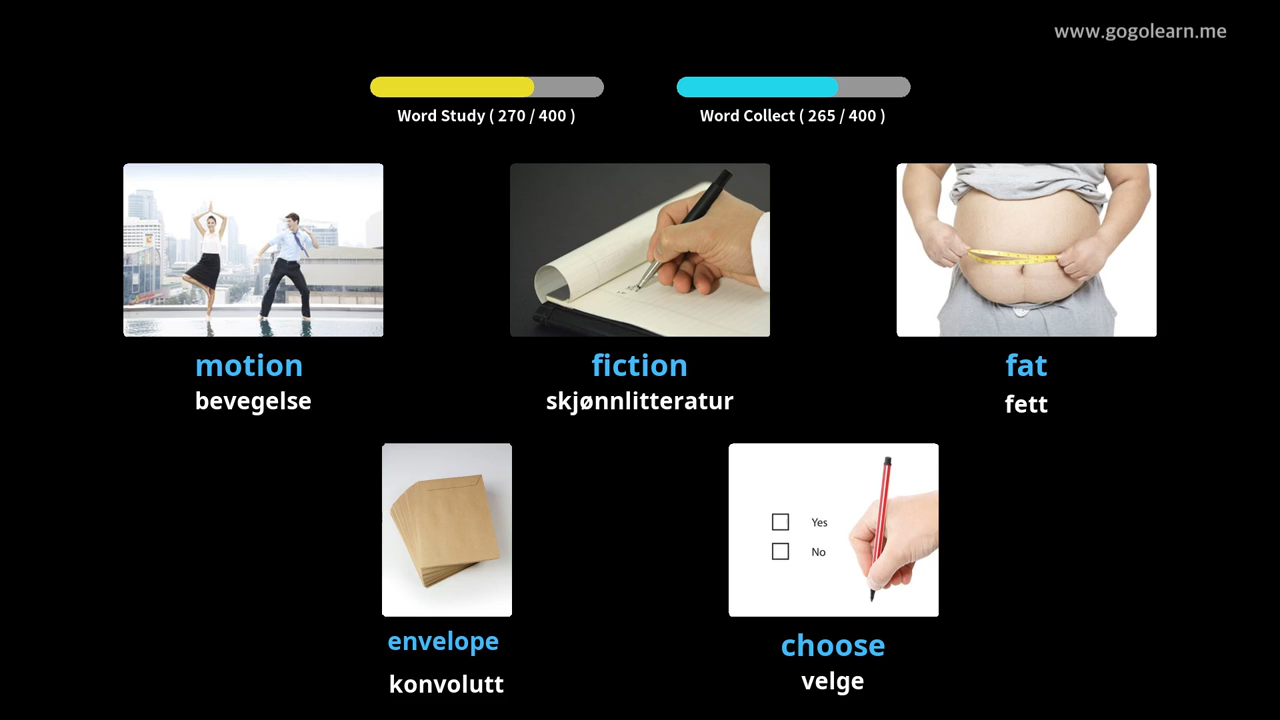 www.gogolearn.me
Word Study ( 270 / 400 )
Word Collect ( 265 / 400 )
motion
bevegelse
fiction
skjønnlitteratur
fat
fett
Yes
No
envelope
konvolutt
choose
velge